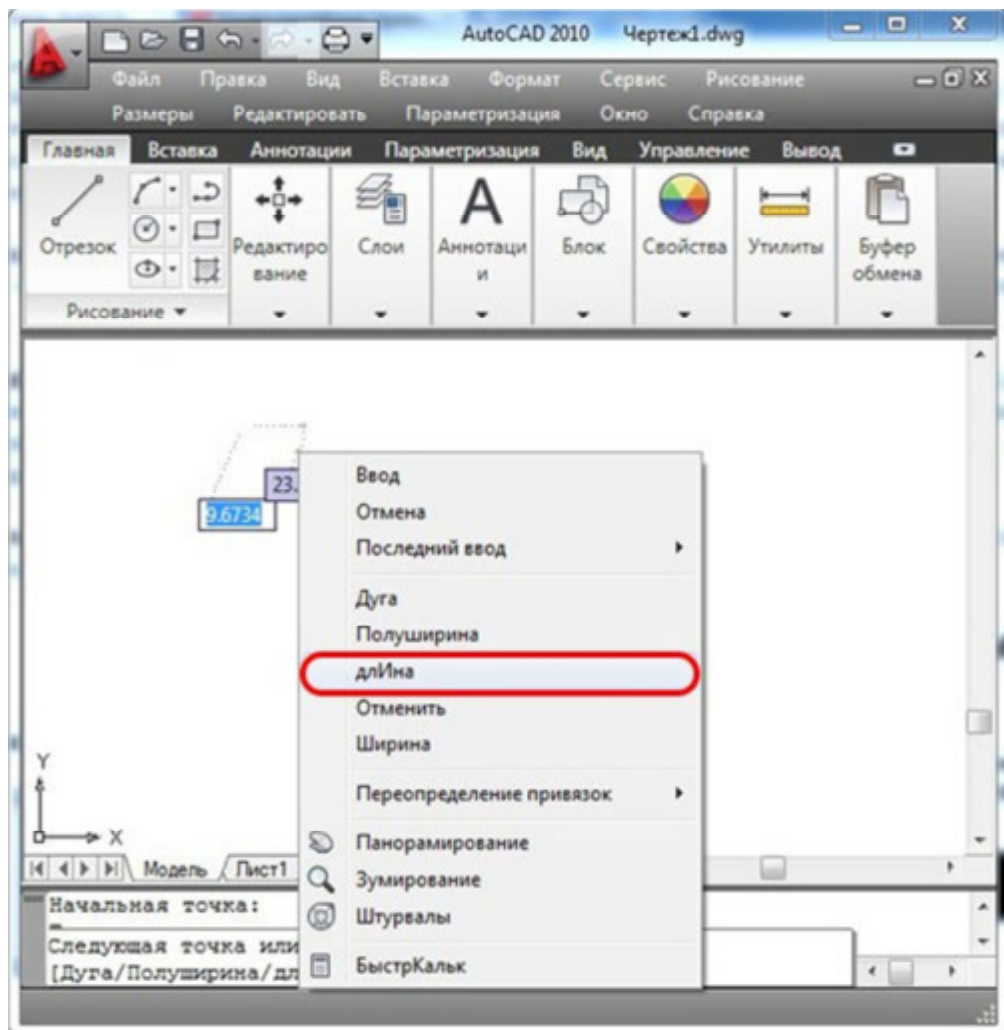 AutoCAD 2010 Чертеж1.dwg
Файл Правка Вид Вставка Формат Сервис Рисование
Размеры Редактировать Параметризация Окно Справка
Главная Вставка Аннотации Параметризация Вид Управление Вывод
Отрезок
Редактиро
вание
Слои
Аннотаци
и
Блок
Свойства
Утилиты
Буфер
обмена
Рисование
23.
9.6734
Ввод
Отмена
Последний ввод
Дуга
Полуширина
длИна
Отменить
Ширина
Переопределение привязок
Панорамирование
Зумирование
Штурвалы
БыстрКальк
Y
X
Модель Лист1
Начальная точка:
Следующая точка или
[Дуга/Полуширина/дл